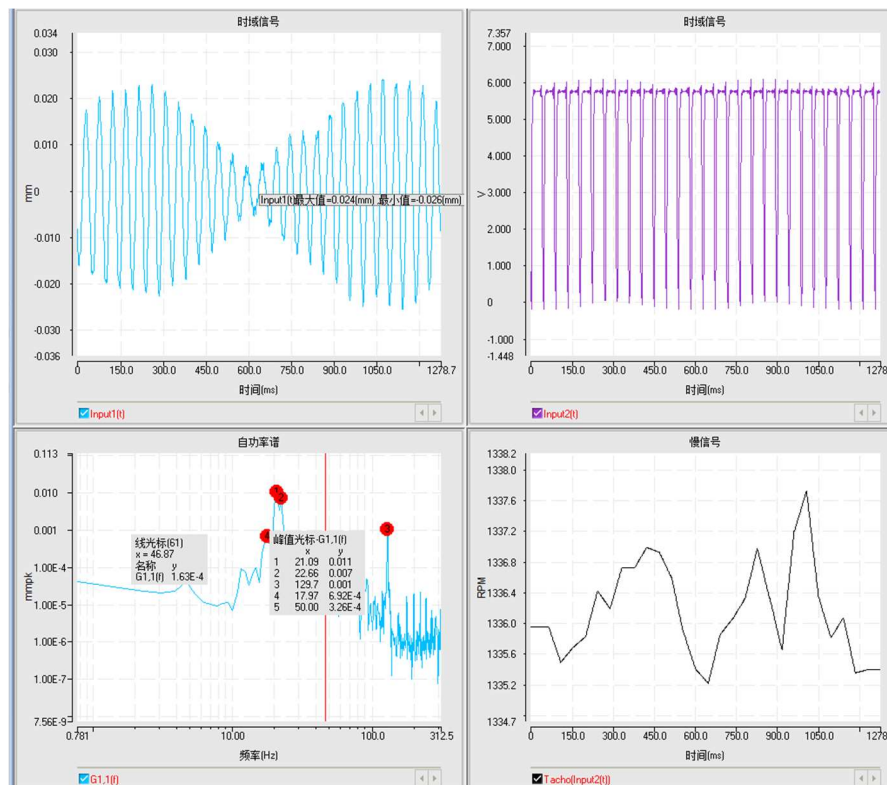 时域信号
0.034
0.030
0.020
0.010
0
-0.010
-0.020
-0.030
-0.036
mm
Input1(t)最大值=0.024(mm) ,最小值=-0.026(mm)
0 150.0 300.0 450.0 600.0 750.0 900.0 1050.0 1278.7
时间(ms)
Input1(t)
时域信号
7.357
7.000
6.000
5.000
4.000
3.000
2.000
1.000
0
-1.000
-1.448
V
0 150.0 300.0 450.0 600.0 750.0 900.0 1050.0 1278
时间(ms)
Input2(t)
自功率谱
0.113
0.010
0.001
1.00E-4
1.00E-5
1.00E-6
1.00E-7
7.56E-9
mmpk
线光标(61)
x = 46.87
名称 y
G1,1(f) 1.63E-4
峰值光标-G1,1(f)
x y
1 21.09 0.011
2 22.66 0.007
3 129.7 0.001
4 17.97 6.92E-4
5 50.00 3.26E-4
2
3
0.781 10.00 100.0 312.5
频率(Hz)
G1,1(f)
慢信号
1338.2
1338.0
1337.6
1337.2
1336.8
1336.4
1336.0
1335.6
1335.2
1334.7
RPM
0 150.0 300.0 450.0 600.0 750.0 900.0 1050.0 1278
时间(ms)
Tacho(Input2(t))